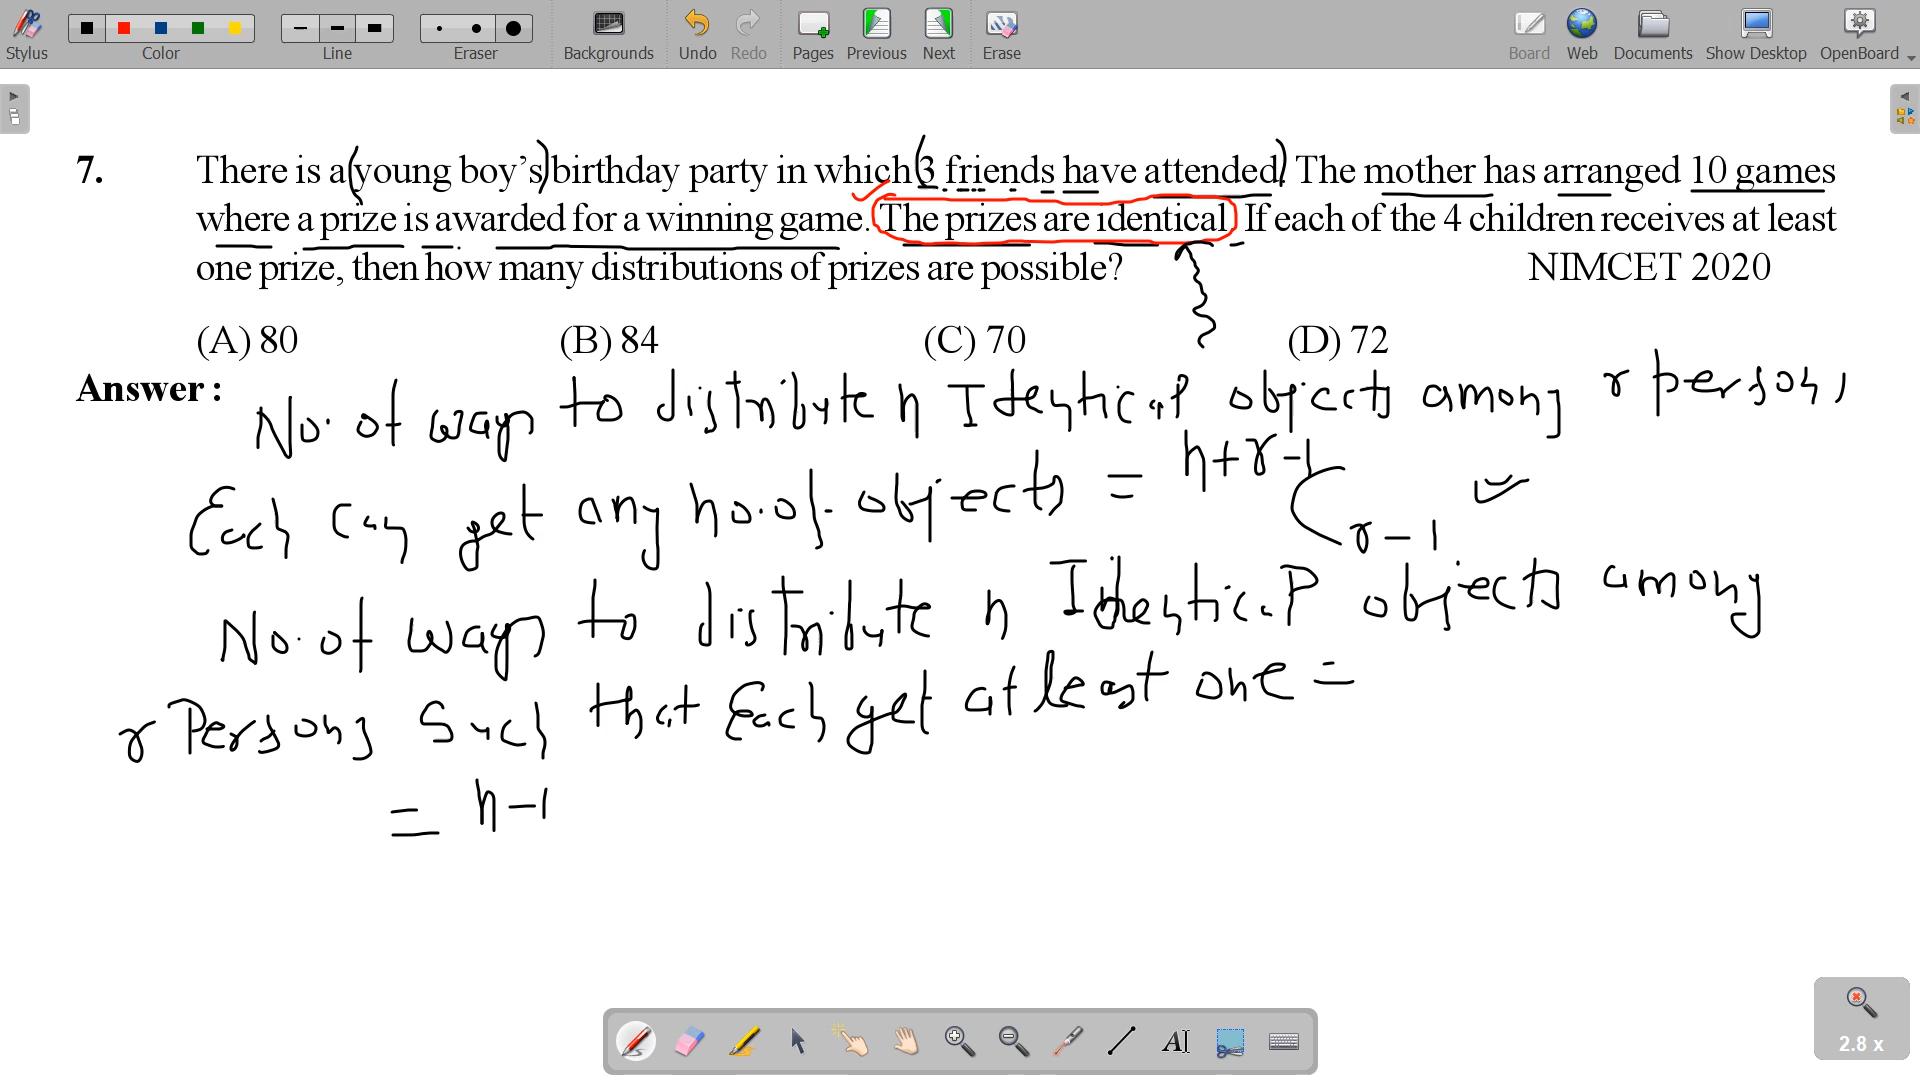 Stylus Color Line Eraser Backgrounds Undo Redo Pages Previous Next Erase Board Web Documents Show Desktop OpenBoard
7. There is a (young boy's) birthday party in which (3 friends have attended). The mother has arranged 10 games
where a prize is awarded for a winning game. The prizes are identical. If each of the 4 children receives at least
one prize, then how many distributions of prizes are possible? NIMCET 2020
(A) 80 (B) 84 (C) 70 (D) 72
Answer : No. of ways to distribute n Identical objects among r persons,
Each can get any no. of objects = n+r-1Cr-1
No. of ways to distribute n Identical objects among
r Persons Such that Each get at least one =
= n-1
AI
2.8 x